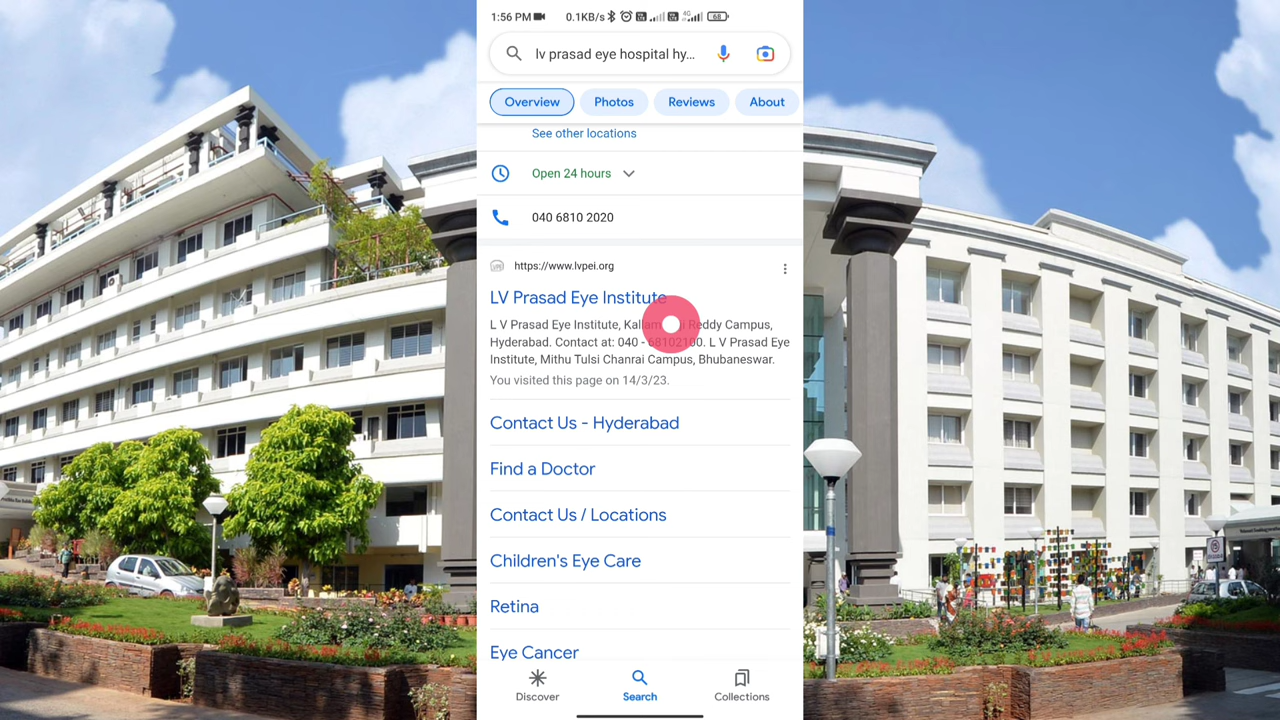 1:56 PM 0.1KB/s 4G 68
lv prasad eye hospital hy...
Overview Photos Reviews About
See other locations
Open 24 hours
040 6810 2020
https://www.lvpei.org
LV Prasad Eye Institute
L V Prasad Eye Institute, Reddy Campus,
Hyderabad. Contact at: 040 - 68102100. L V Prasad Eye
Institute, Mithu Tulsi Chanrai Campus, Bhubaneswar.
You visited this page on 14/3/23.
Contact Us - Hyderabad
Find a Doctor
Contact Us / Locations
Children's Eye Care
Retina
Eye Cancer
Discover Search Collections